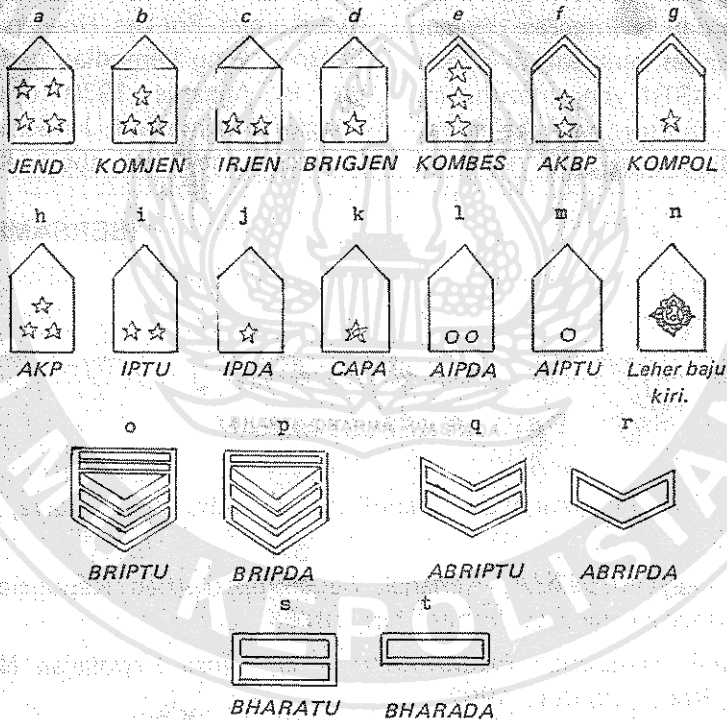 a b c d e f g
JEND KOMJEN IRJEN BRIGJEN KOMBES AKBP KOMPOL
h i j k l m n
AKP IPTU IPDA CAPA AIPDA AIPTU Leher baju
kiri.
o p q r
BRIPTU BRIPDA ABRIPTU ABRIPDA
s t
BHARATU BHARADA
KEPOLISIA